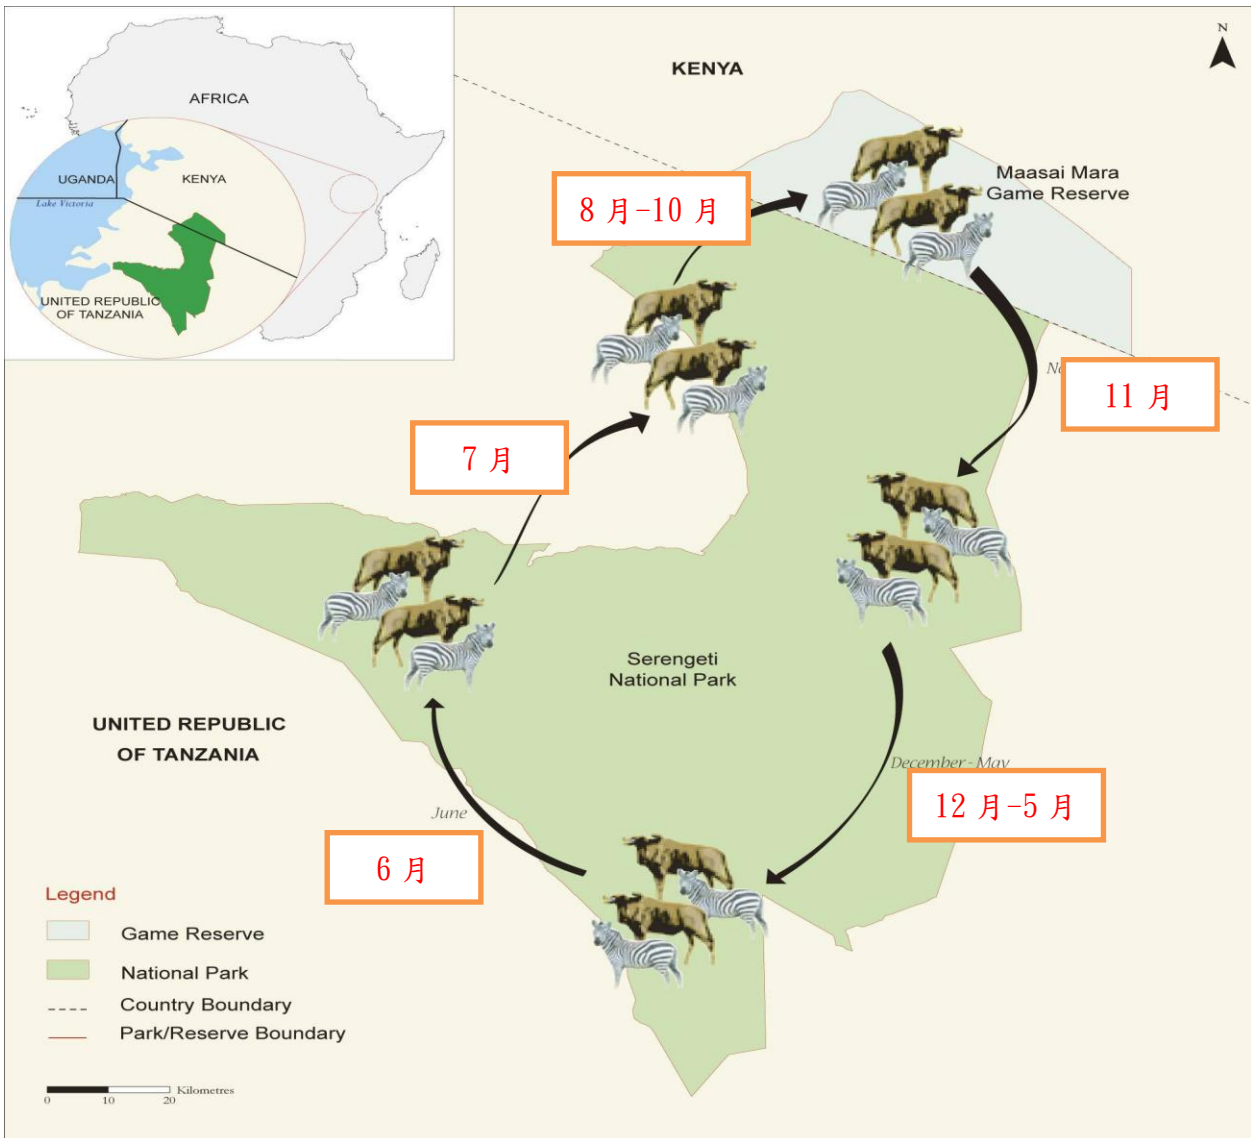 AFRICA
UGANDA
KENYA
Lake Victoria
UNITED REPUBLIC
OF TANZANIA
N
KENYA
Maasai Mara
Game Reserve
8 月-10 月
11 月
7 月
Serengeti
National Park
UNITED REPUBLIC
OF TANZANIA
December - May
12 月-5 月
June
6 月
Legend
Game Reserve
National Park
Country Boundary
Park/Reserve Boundary
Kilometres
0 10 20